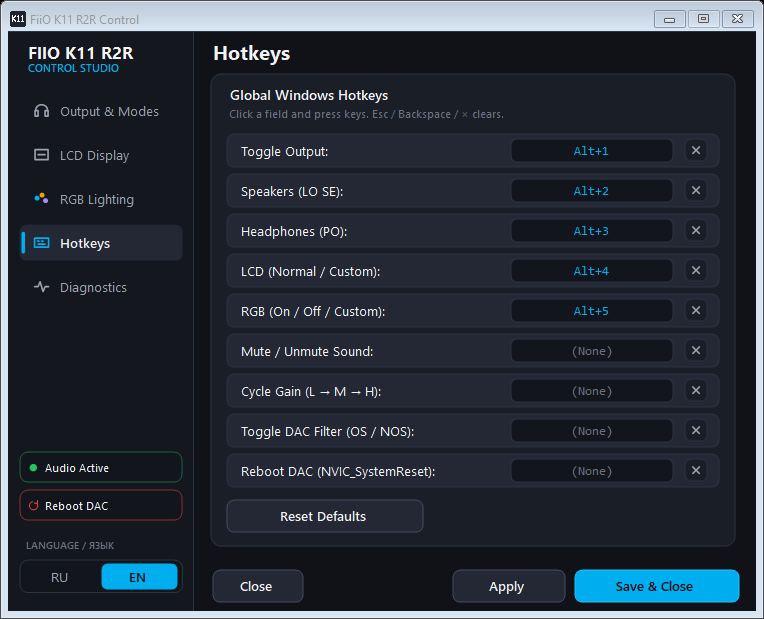 K11 FiiO K11 R2R Control
FIIO K11 R2R
CONTROL STUDIO
Output & Modes
LCD Display
RGB Lighting
Hotkeys
Diagnostics
Audio Active
Reboot DAC
LANGUAGE / ЯЗЫК
RU EN
Hotkeys
Global Windows Hotkeys
Click a field and press keys. Esc / Backspace / × clears.
Toggle Output: Alt+1 ✕
Speakers (LO SE): Alt+2 ✕
Headphones (PO): Alt+3 ✕
LCD (Normal / Custom): Alt+4 ✕
RGB (On / Off / Custom): Alt+5 ✕
Mute / Unmute Sound: (None) ✕
Cycle Gain (L → M → H): (None) ✕
Toggle DAC Filter (OS / NOS): (None) ✕
Reboot DAC (NVIC_SystemReset): (None) ✕
Reset Defaults
Close Apply Save & Close